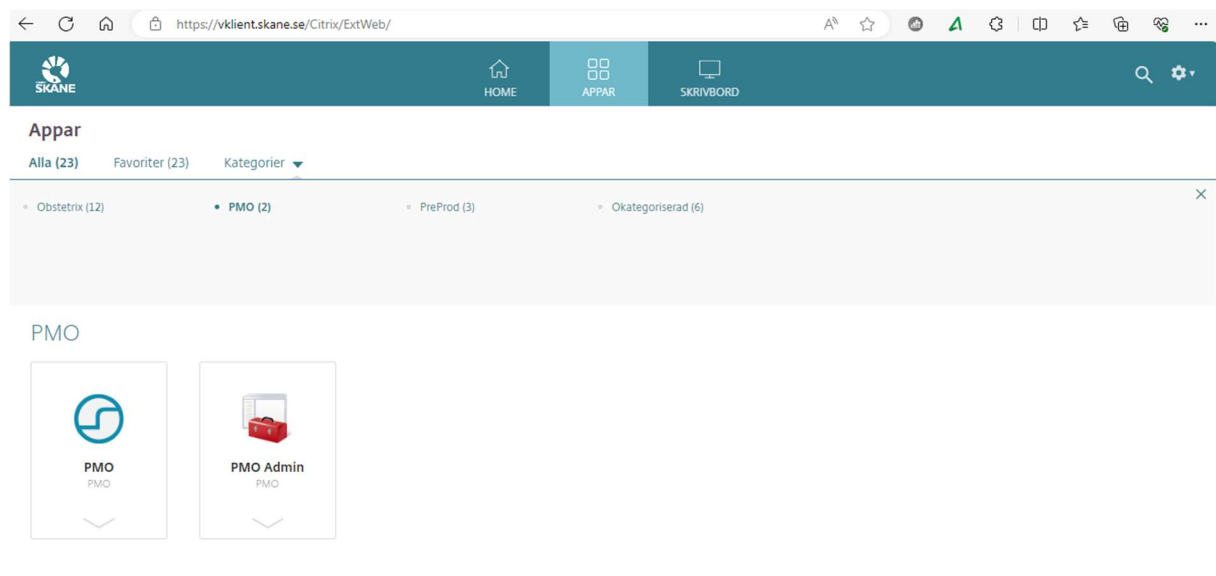 https://vklient.skane.se/Citrix/ExtWeb/
SKÅNE
HOME
APPAR
SKRIVBORD
Appar
Alla (23) Favoriter (23) Kategorier
Obstetrix (12) PMO (2) PreProd (3) Okategoriserad (6)
PMO
PMO
PMO
PMO Admin
PMO